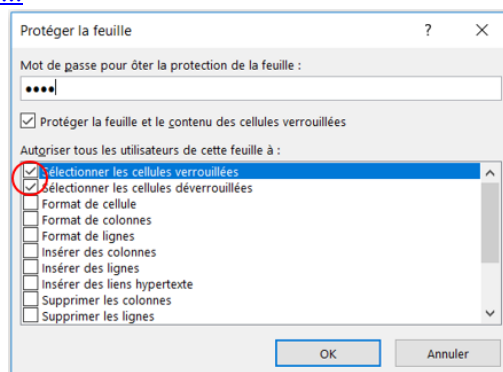 ...
Protéger la feuille ? ×
Mot de passe pour ôter la protection de la feuille :
••••
Protéger la feuille et le contenu des cellules verrouillées
Autoriser tous les utilisateurs de cette feuille à :
Sélectionner les cellules verrouillées
Sélectionner les cellules déverrouillées
Format de cellule
Format de colonnes
Format de lignes
Insérer des colonnes
Insérer des lignes
Insérer des liens hypertexte
Supprimer les colonnes
Supprimer les lignes
OK Annuler